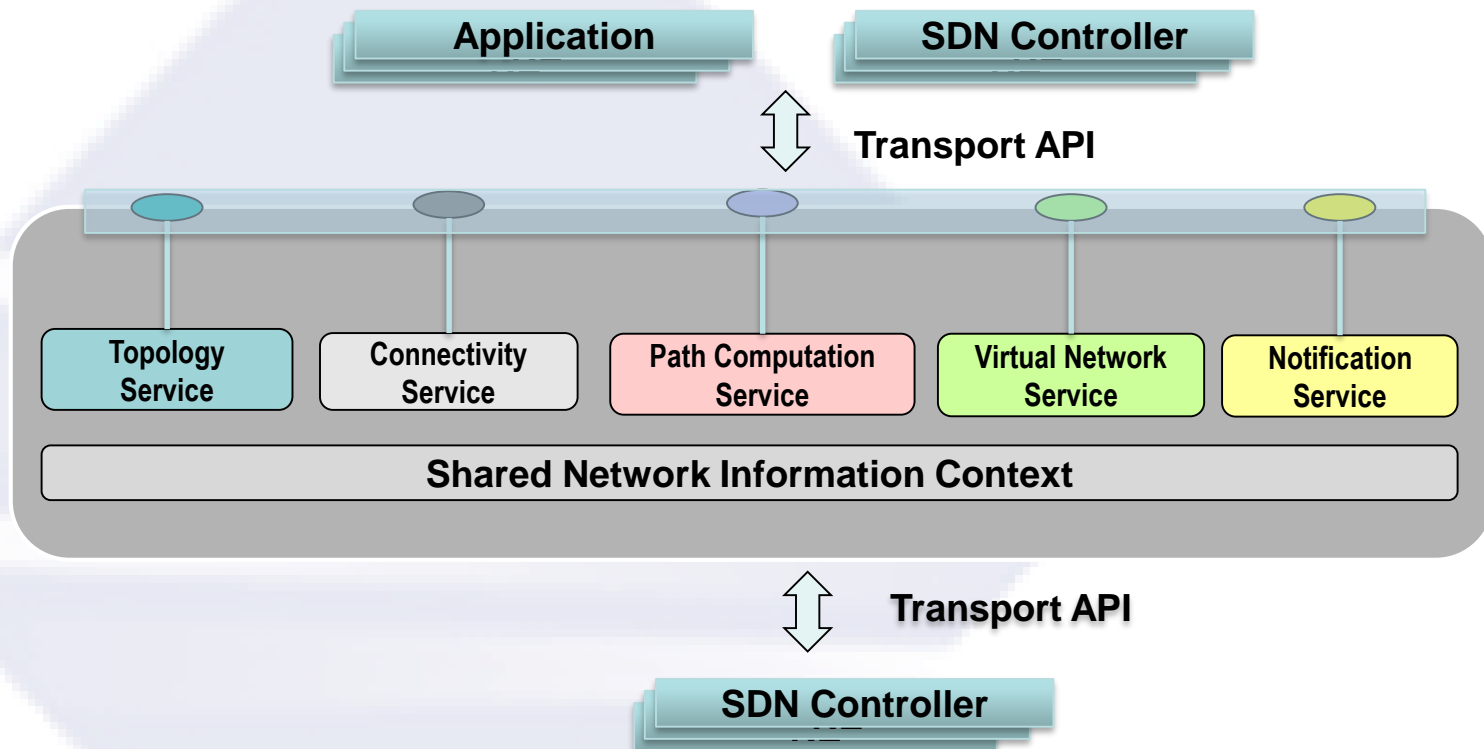 Application
SDN Controller
Transport API
Topology
Service
Connectivity
Service
Path Computation
Service
Virtual Network
Service
Notification
Service
Shared Network Information Context
Transport API
SDN Controller